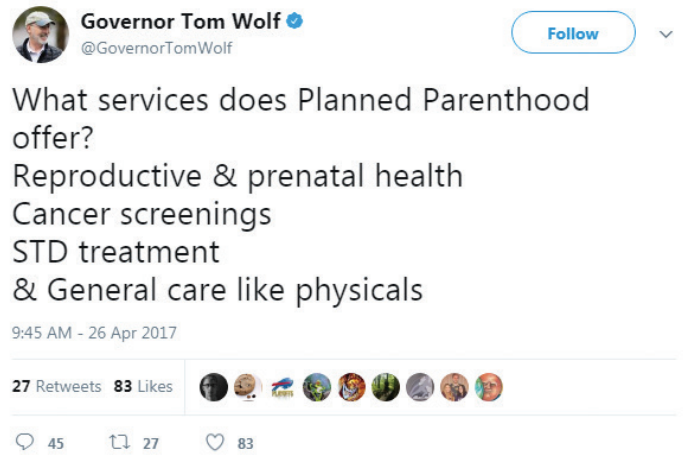 Governor Tom Wolf
@GovernorTomWolf
Follow
What services does Planned Parenthood
offer?
Reproductive & prenatal health
Cancer screenings
STD treatment
& General care like physicals
9:45 AM - 26 Apr 2017
27 Retweets 83 Likes
45 27 83